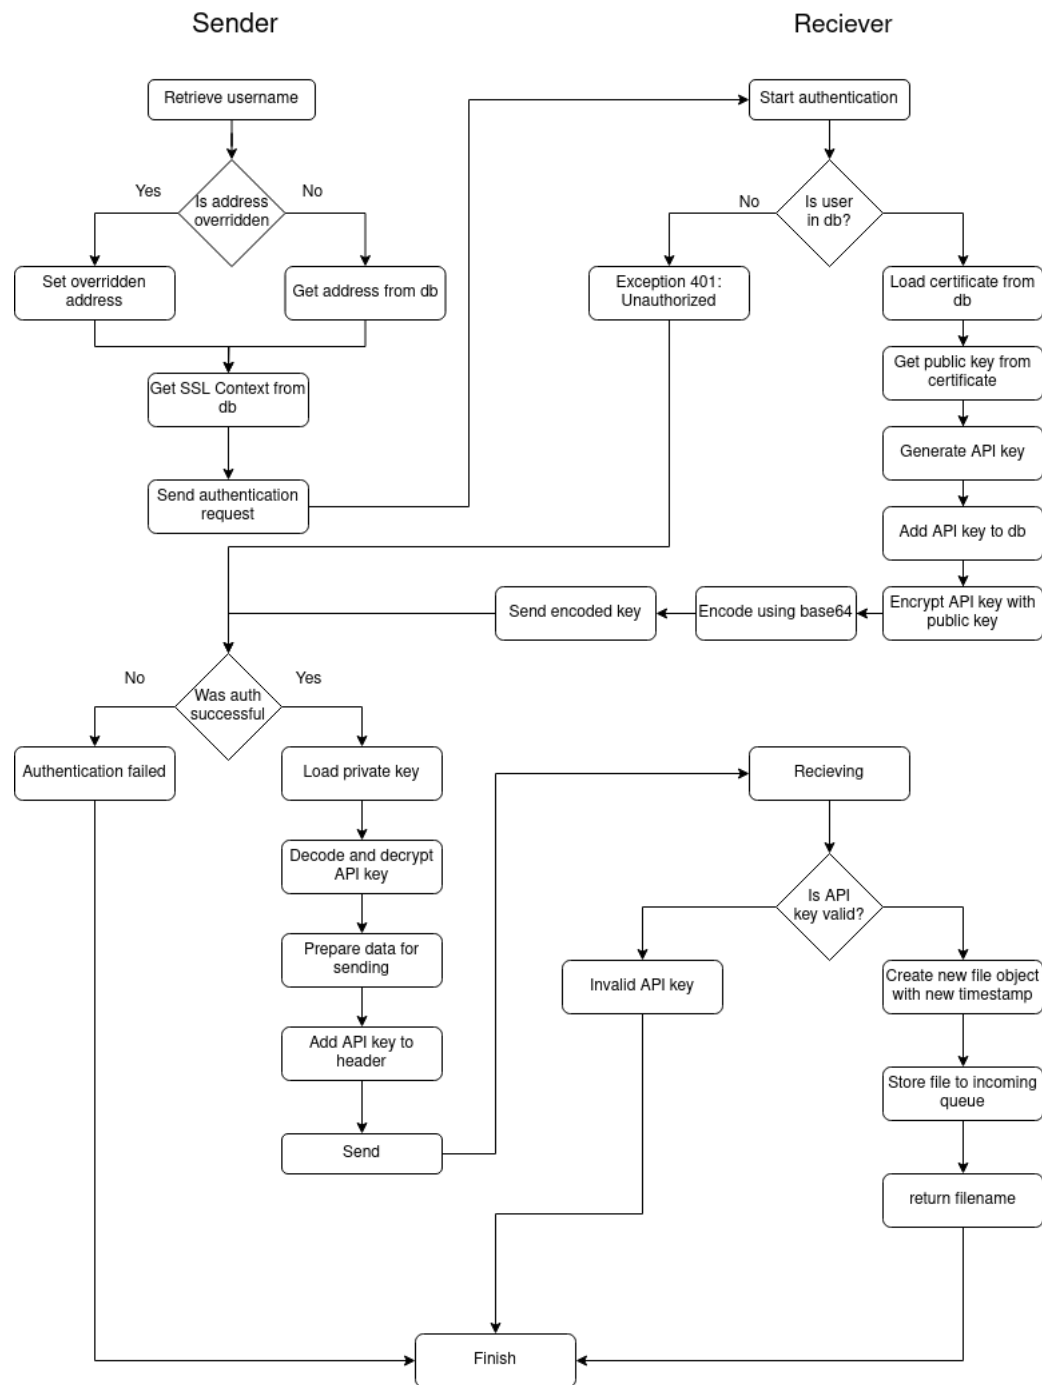 Sender
Reciever
Retrieve username
Start authentication
Yes
Is address
overridden
No
No
Is user
in db?
Set overridden
address
Get address from db
Exception 401:
Unauthorized
Load certificate from
db
Get public key from
certificate
Get SSL Context from
db
Generate API key
Send authentication
request
Add API key to db
Encrypt API key with
public key
Encode using base64
Send encoded key
No
Was auth
successful
Yes
Authentication failed
Load private key
Recieving
Decode and decrypt
API key
Is API
key valid?
Prepare data for
sending
Invalid API key
Create new file object
with new timestamp
Add API key to
header
Store file to incoming
queue
Send
return filename
Finish